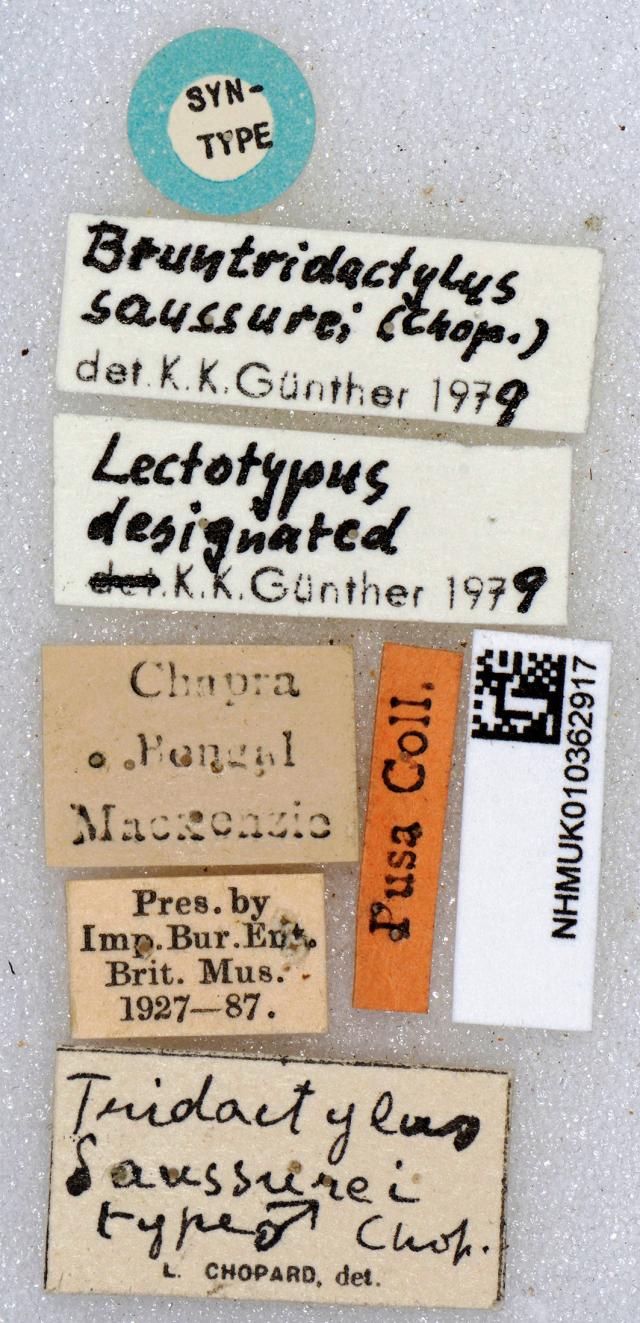 SYN-
TYPE
Bruntridactylus
saussurei (Chop.)
det. K.K. Günther 1979
Lectotypus
designated
det. K.K. Günther 1979
Chapra
Bengal
Mackenzie
Pusa Coll.
NHMUK010362917
Pres. by
Imp. Bur. Ent.
Brit. Mus.
1927—87.
Tridactylus
Saussurei
type ♂ Chop.
L. CHOPARD, det.